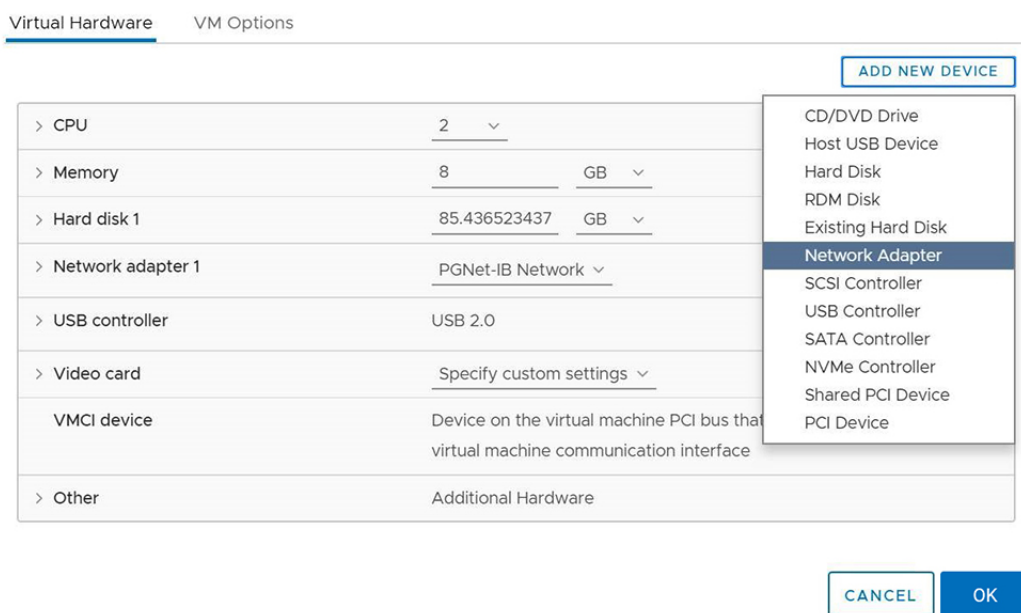 Virtual Hardware VM Options
ADD NEW DEVICE
CPU 2
Memory 8 GB
Hard disk 1 85.436523437 GB
Network adapter 1 PGNet-IB Network
USB controller USB 2.0
Video card Specify custom settings
VMCI device Device on the virtual machine PCI bus that
virtual machine communication interface
Other Additional Hardware
CD/DVD Drive
Host USB Device
Hard Disk
RDM Disk
Existing Hard Disk
Network Adapter
SCSI Controller
USB Controller
SATA Controller
NVMe Controller
Shared PCI Device
PCI Device
CANCEL OK